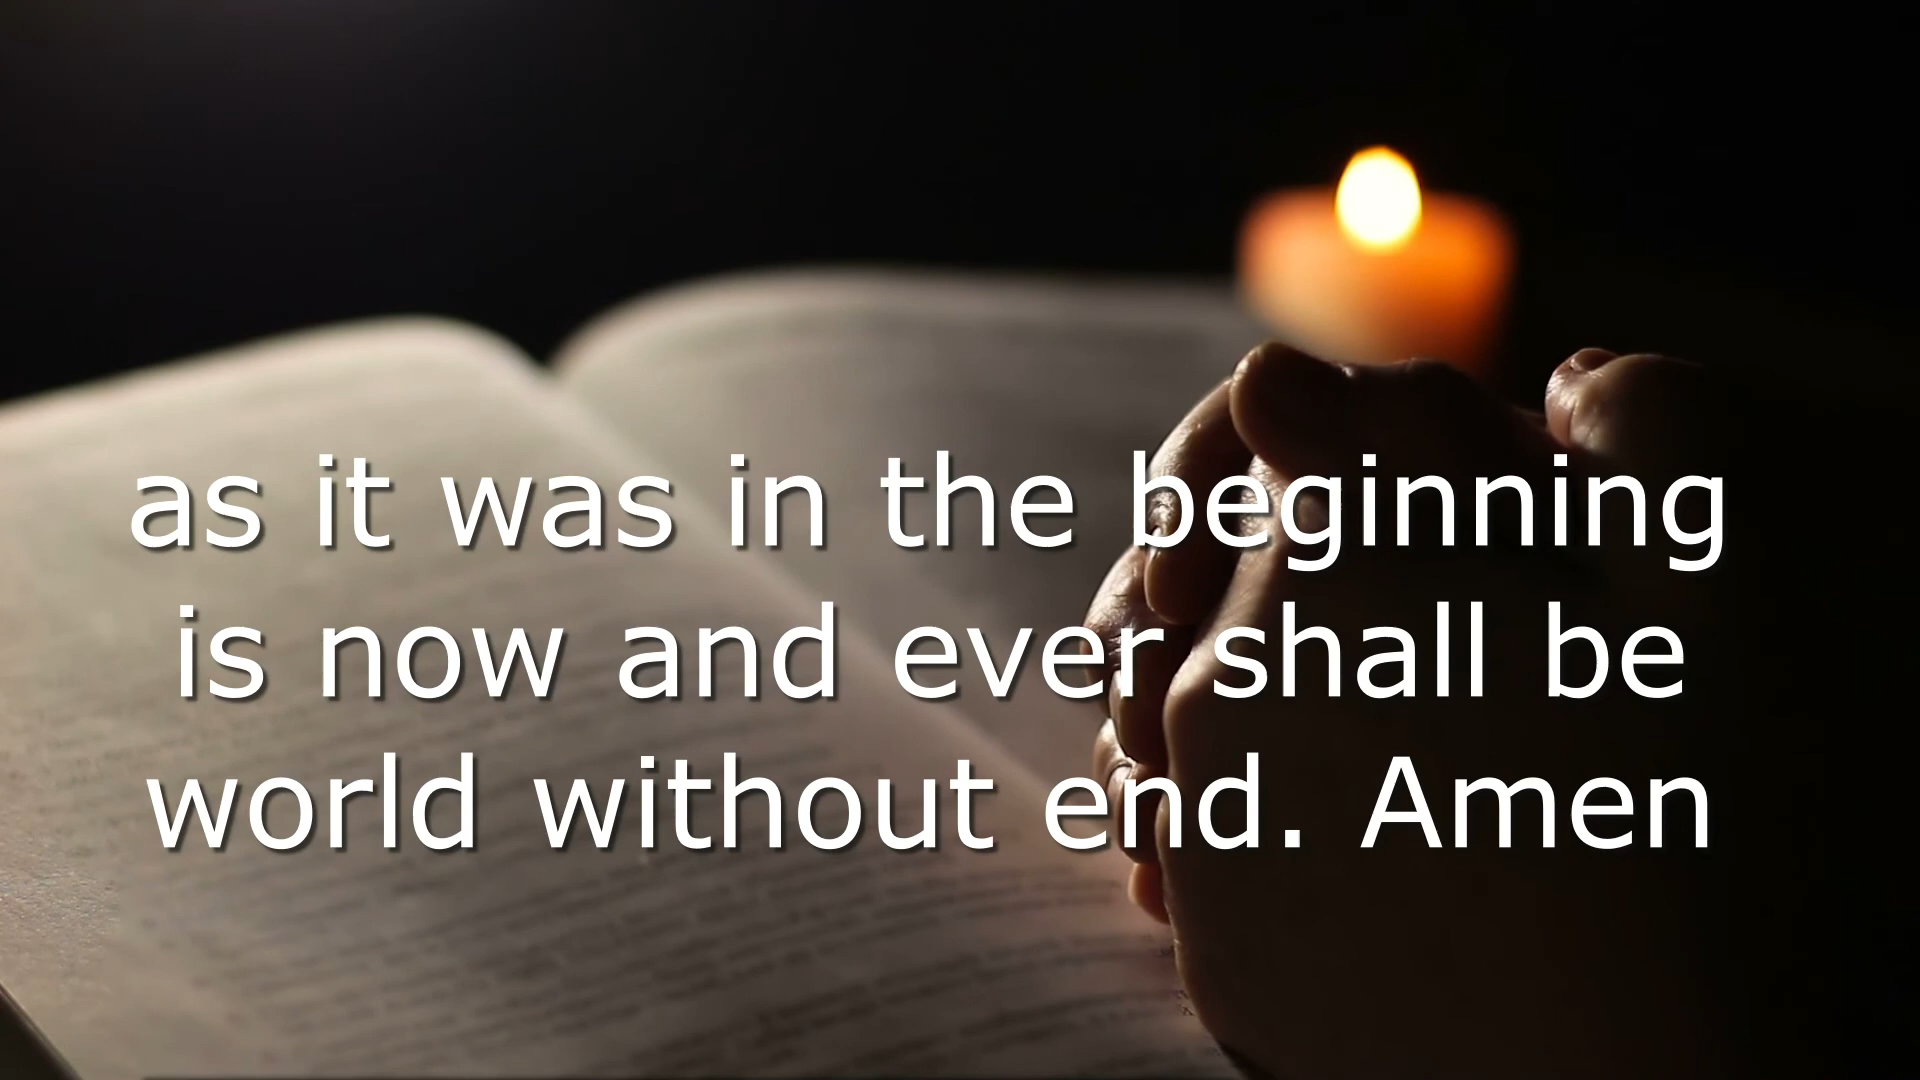 as it was in the beginning
is now and ever shall be
world without end. Amen